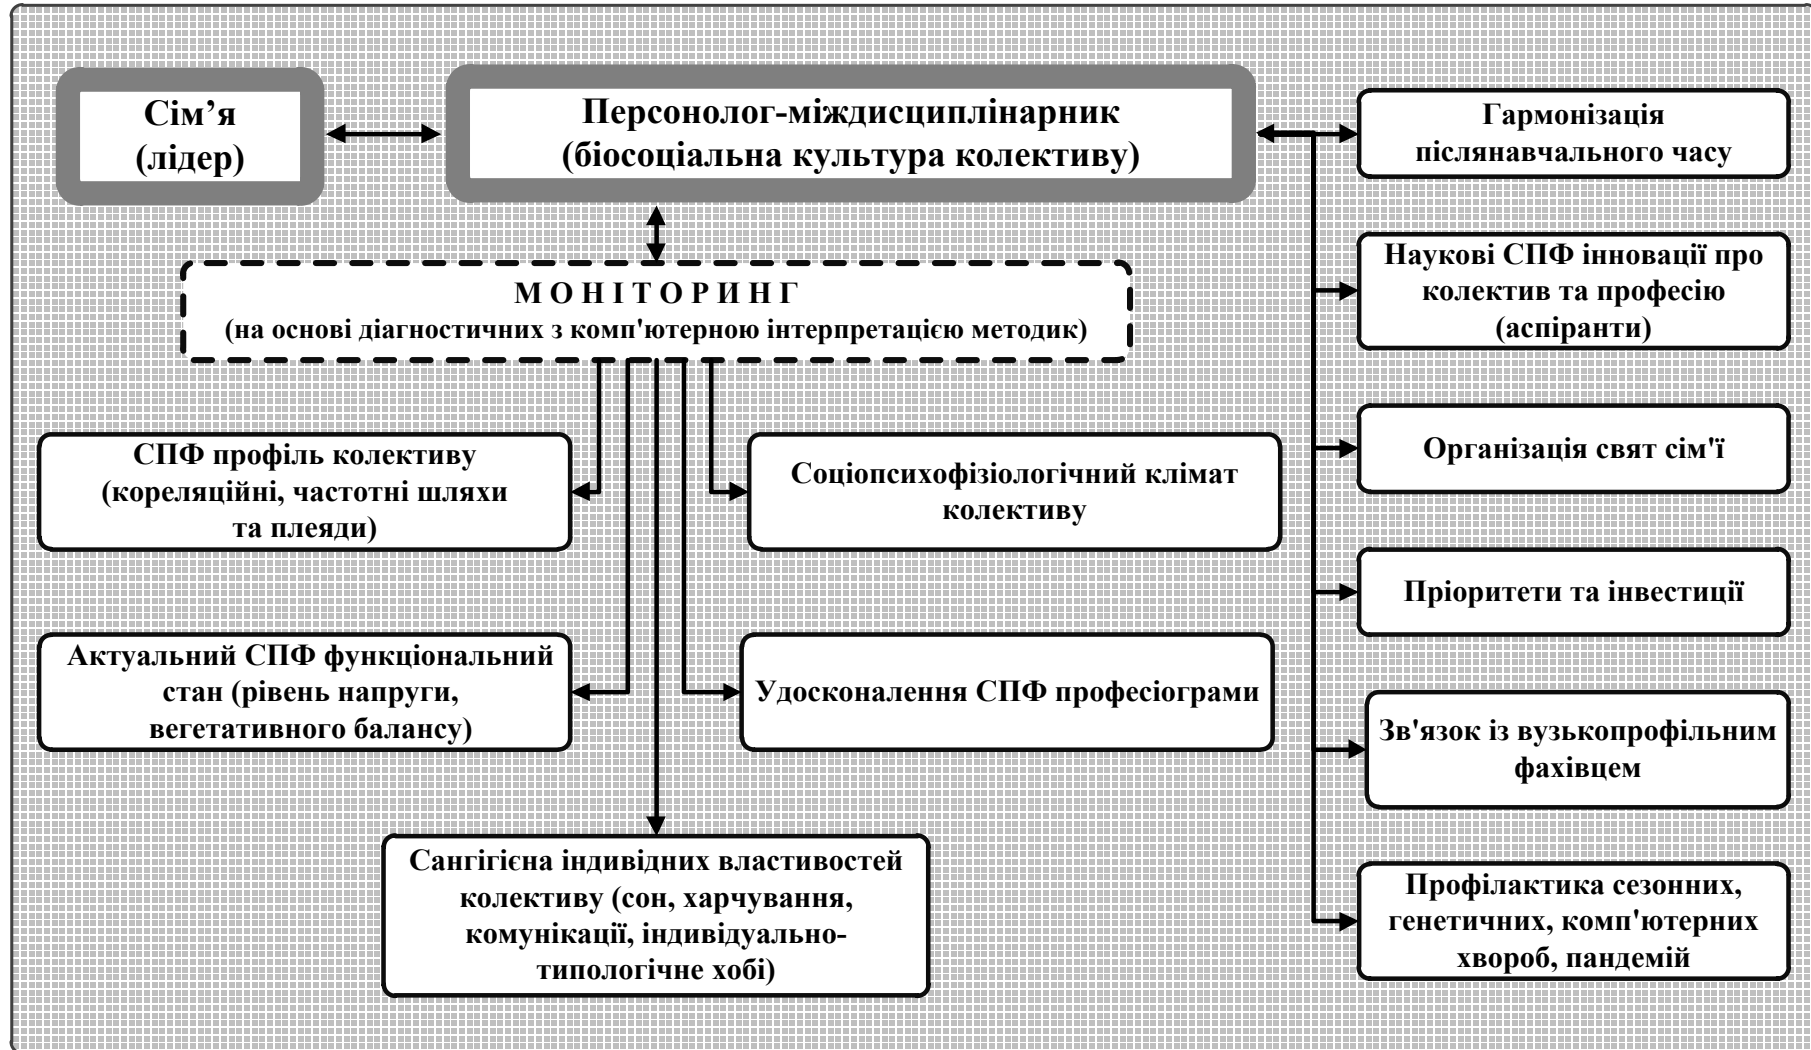 Сім’я
(лідер)
Персонолог-міждисциплінарник
(біосоціальна культура колективу)
Гармонізація
післянавчального часу
Наукові СПФ інновації про
колектив та професію
(аспіранти)
М О Н І Т О Р И Н Г
(на основі діагностичних з комп'ютерною інтерпретацією методик)
Організація свят сім'ї
СПФ профіль колективу
(кореляційні, частотні шляхи
та плеяди)
Соціопсихофізіологічний клімат
колективу
Пріоритети та інвестиції
Актуальний СПФ функціональний
стан (рівень напруги,
вегетативного балансу)
Удосконалення СПФ професіограми
Зв'язок із вузькопрофільним
фахівцем
Сангігієна індивідних властивостей
колективу (сон, харчування,
комунікації, індивідуально-
типологічне хобі)
Профілактика сезонних,
генетичних, комп'ютерних
хвороб, пандемій